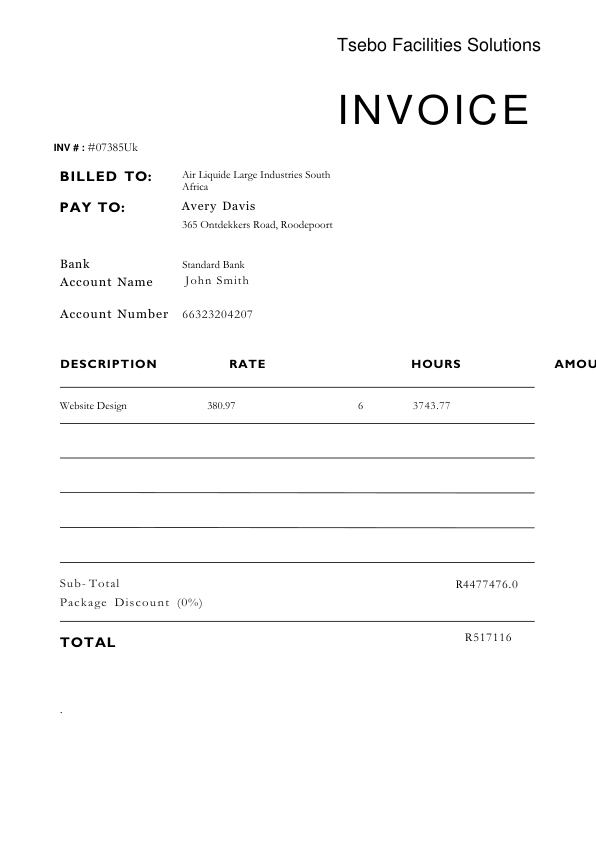 Tsebo Facilities Solutions
INVOICE
INV # : #07385Uk
BILLED TO: Air Liquide Large Industries South
Africa
PAY TO: Avery Davis
365 Ontdekkers Road, Roodepoort
Bank Standard Bank
Account Name John Smith
Account Number 66323204207
DESCRIPTION RATE HOURS AMOU
Website Design 380.97 6 3743.77
Sub-Total R4477476.0
Package Discount (0%)
TOTAL R517116
.